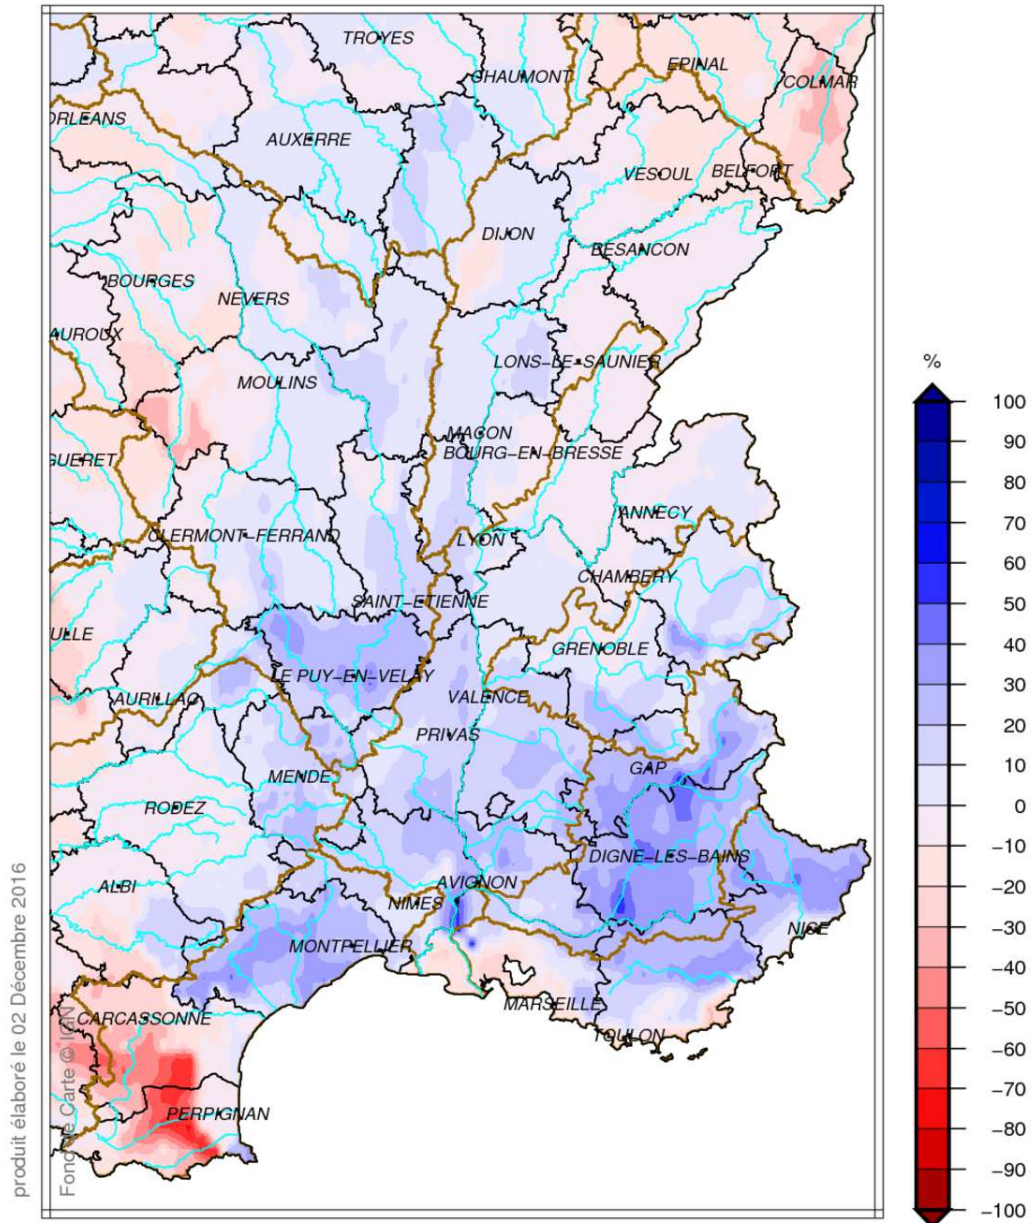 TROYES
CHAUMONT
EPINAL
COLMAR
ORLEANS
AUXERRE
VESOUL
BELFORT
DIJON
BESANCON
BOURGES
NEVERS
AUROUX
LONS-LE-SAUNIER
MOULINS
MACON
BOURG-EN-BRESSE
GUERET
ANNECY
CLERMONT-FERRAND
LYON
CHAMBERY
SAINT-ETIENNE
ULLE
GRENOBLE
LE PUY-EN-VELAY
AURILLAC
VALENCE
PRIVAS
GAP
MENDE
RODEZ
DIGNE-LES-BAINS
AVIGNON
ALBI
NIMES
NICE
MONTPELLIER
MARSEILLE
CARCASSONNE
TOULON
PERPIGNAN
%
100
90
80
70
60
50
40
30
20
10
0
-10
-20
-30
-40
-50
-60
-70
-80
-90
-100
produit élaboré le 02 Décembre 2016
Fond de Carte © IGN